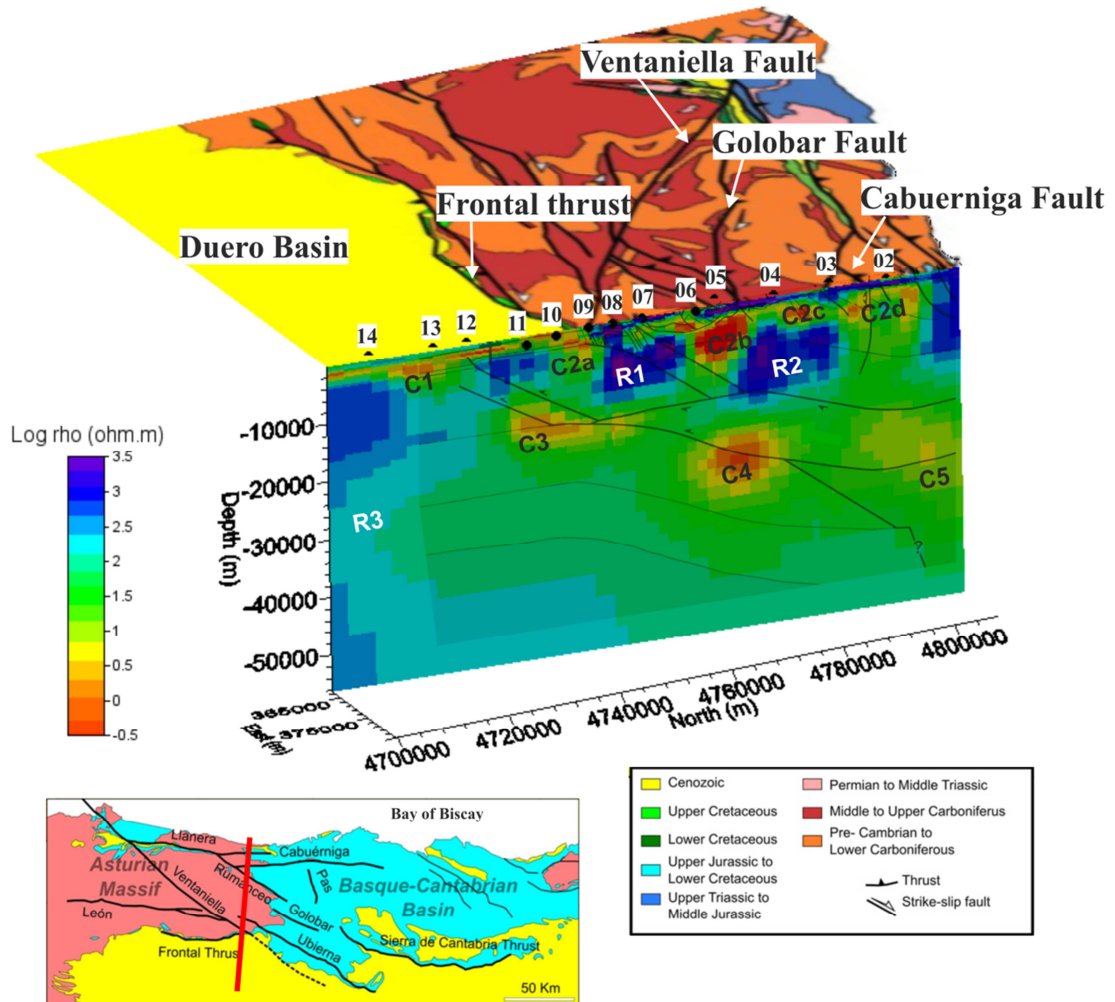 Ventaniella Fault
Golobar Fault
Cabuerniga Fault
Frontal thrust
Duero Basin
02
03
04
05
06
07
08
09
10
11
12
13
14
C1
C2a
R1
C2b
R2
C2c
C2d
C3
C4
C5
R3
?
Log rho (ohm.m)
3.5
3
2.5
2
1.5
1
0.5
0
-0.5
Depth (m)
-10000
-20000
-30000
-40000
-50000
365000
375000
(m)
4700000
4720000
4740000
4760000
4780000
4800000
North (m)
Bay of Biscay
Llanera
Cabuérniga
Asturian
Massif
Rumaneo
Pas
Basque-Cantabrian
Basin
Ventaniella
León
Golobar
Ubierna
Sierra de Cantabria Thrust
Frontal Thrus
50 Km
Cenozoic
Upper Cretaceous
Lower Cretaceous
Upper Jurassic to
Lower Cretaceous
Upper Triassic to
Middle Jurassic
Permian to Middle Triassic
Middle to Upper Carboniferus
Pre- Cambrian to
Lower Carboniferous
Thrust
Strike-slip fault